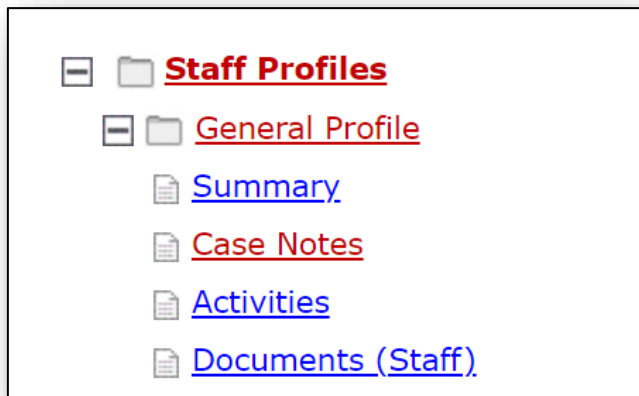 Staff Profiles
General Profile
Summary
Case Notes
Activities
Documents (Staff)